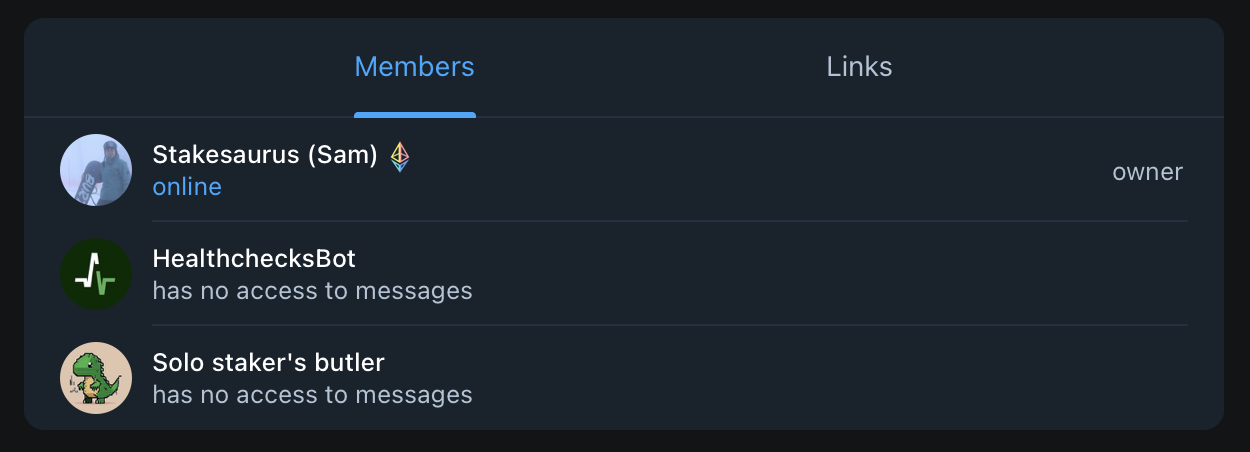 Members
Links
Stakesaurus (Sam)
online
owner
HealthchecksBot
has no access to messages
Solo staker's butler
has no access to messages